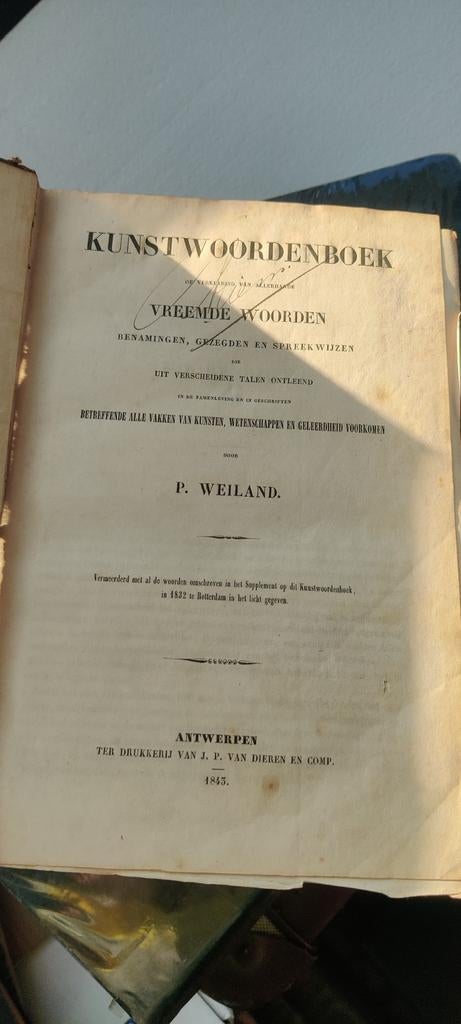 KUNSTWOORDENBOEK
OF VERKLARING VAN ALLERHANDE
VREEMDE WOORDEN
BENAMINGEN, GEZEGDEN EN SPREEKWIJZEN
DIE
UIT VERSCHEIDENE TALEN ONTLEEND
IN DE ZAMENLEVING EN IN GESCHRIFTEN
BETREFFENDE ALLE VAKKEN VAN KUNSTEN, WETENSCHAPPEN EN GELEERDHEID VOORKOMEN
DOOR
P. WEILAND.
Vermeerderd met al de woorden omschreven in het Supplement op dit Kunstwoordenboek,
in 1832 te Rotterdam in het licht gegeven.
ANTWERPEN
TER DRUKKERIJ VAN J. P. VAN DIEREN EN COMP.
1843.